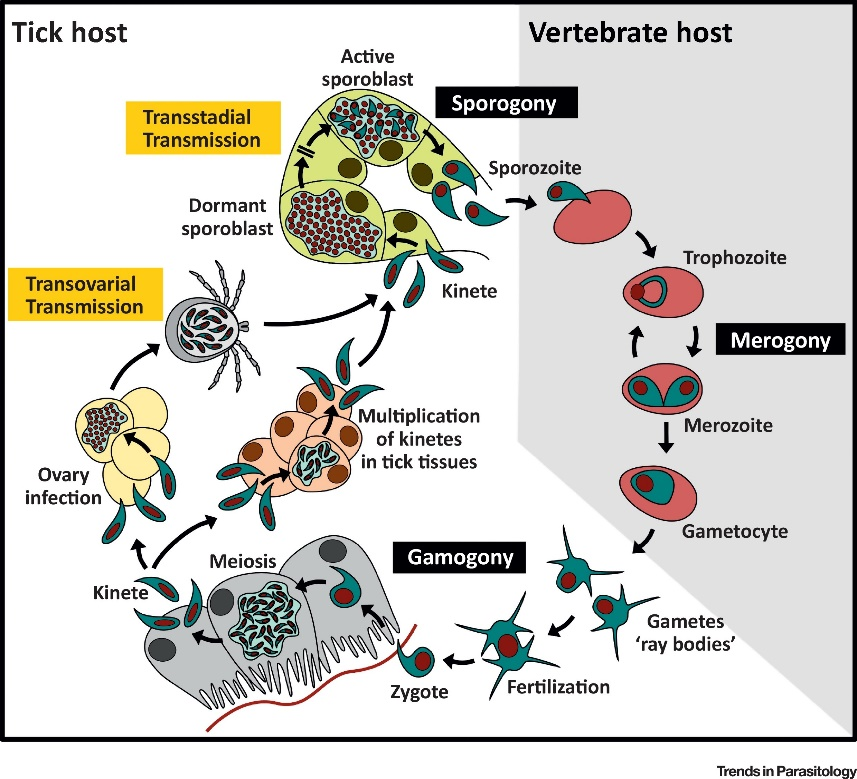 Tick host
Vertebrate host
Active
sporoblast
Sporogony
Transstadial
Transmission
Sporozoite
Dormant
sporoblast
Trophozoite
Transovarial
Transmission
Kinete
Merogony
Multiplication
of kinetes
in tick tissues
Merozoite
Ovary
infection
Gametocyte
Gamogony
Meiosis
Kinete
Gametes
‘ray bodies’
Zygote
Fertilization
Trends in Parasitology